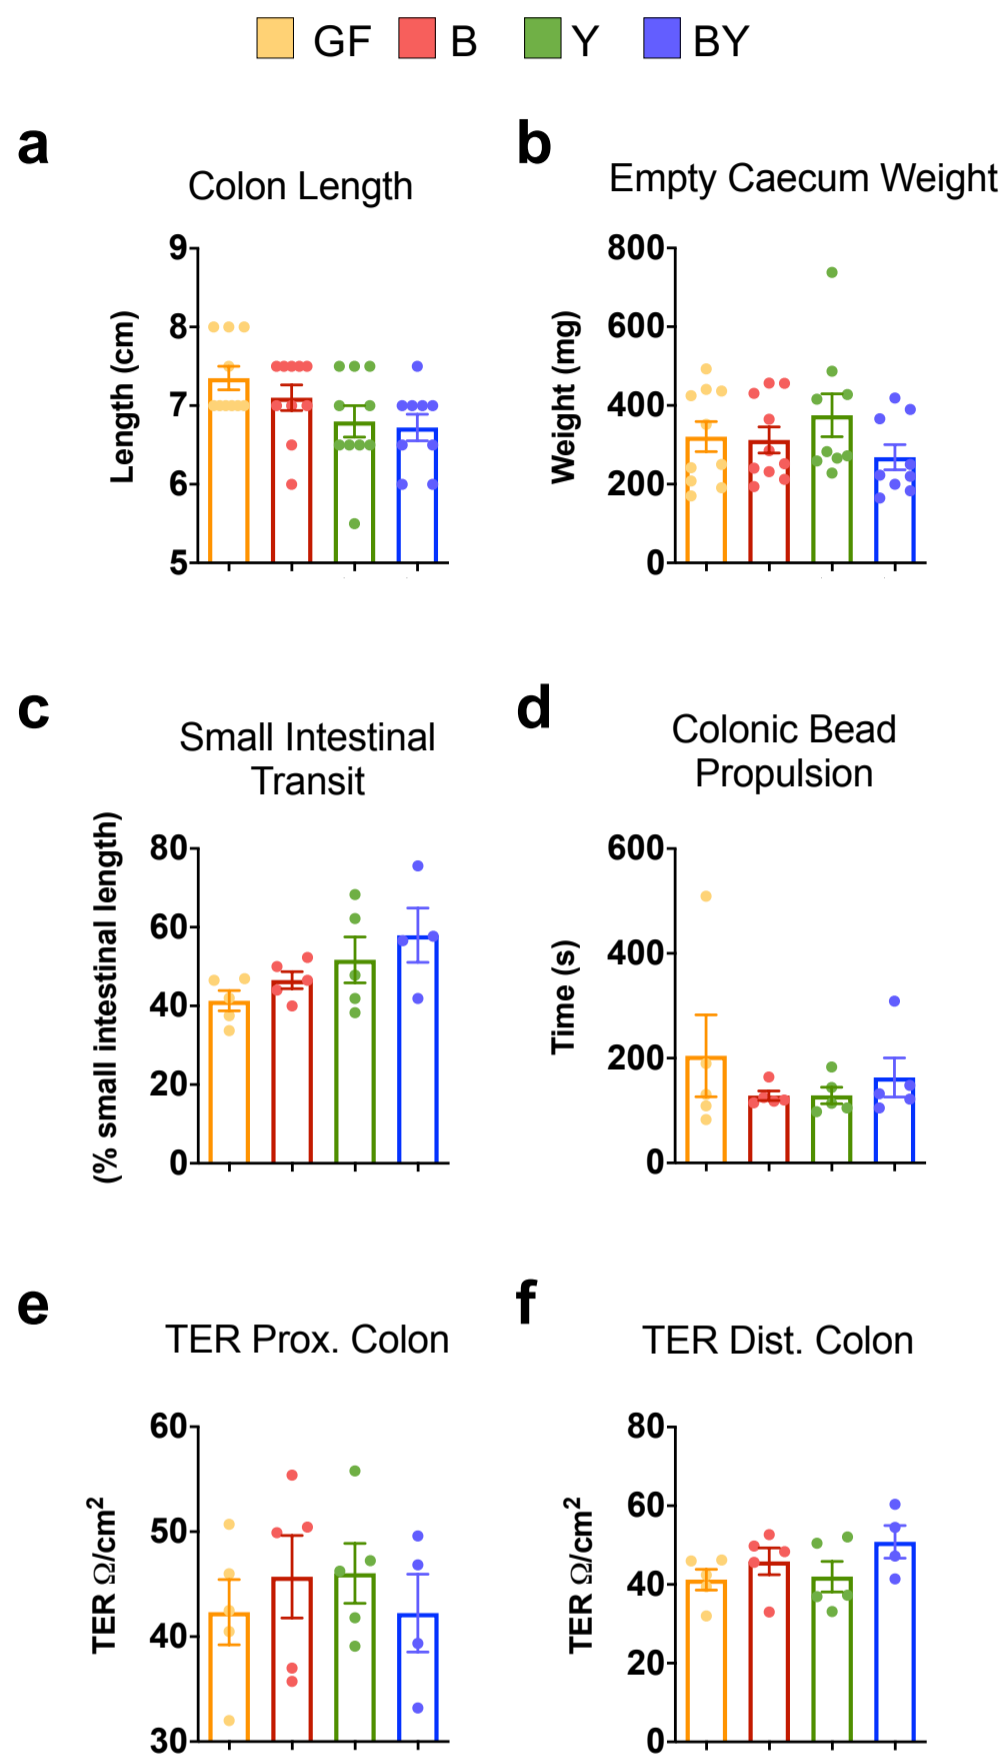 GF B Y BY
a
Colon Length
Length (cm)
9
8
7
6
5
b
Empty Caecum Weight
Weight (mg)
800
600
400
200
0
c
Small Intestinal
Transit
(% small intestinal length)
80
60
40
20
0
d
Colonic Bead
Propulsion
Time (s)
600
400
200
0
e
TER Prox. Colon
TER Ω/cm²
60
50
40
30
f
TER Dist. Colon
TER Ω/cm²
80
60
40
20
0